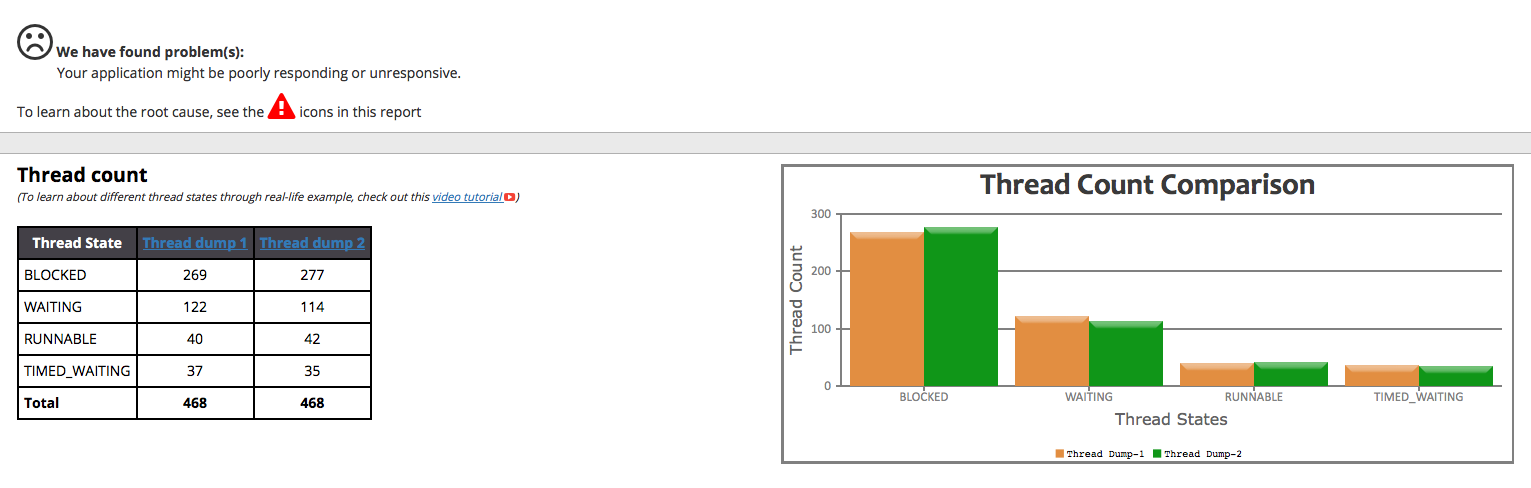 We have found problem(s):
Your application might be poorly responding or unresponsive.
To learn about the root cause, see the icons in this report
Thread count
(To learn about different thread states through real-life example, check out this video tutorial )
Thread State Thread dump 1 Thread dump 2
BLOCKED 269 277
WAITING 122 114
RUNNABLE 40 42
TIMED_WAITING 37 35
Total 468 468
Thread Count Comparison
Thread Count
300
200
100
0
BLOCKED WAITING RUNNABLE TIMED_WAITING
Thread States
Thread Dump-1 Thread Dump-2